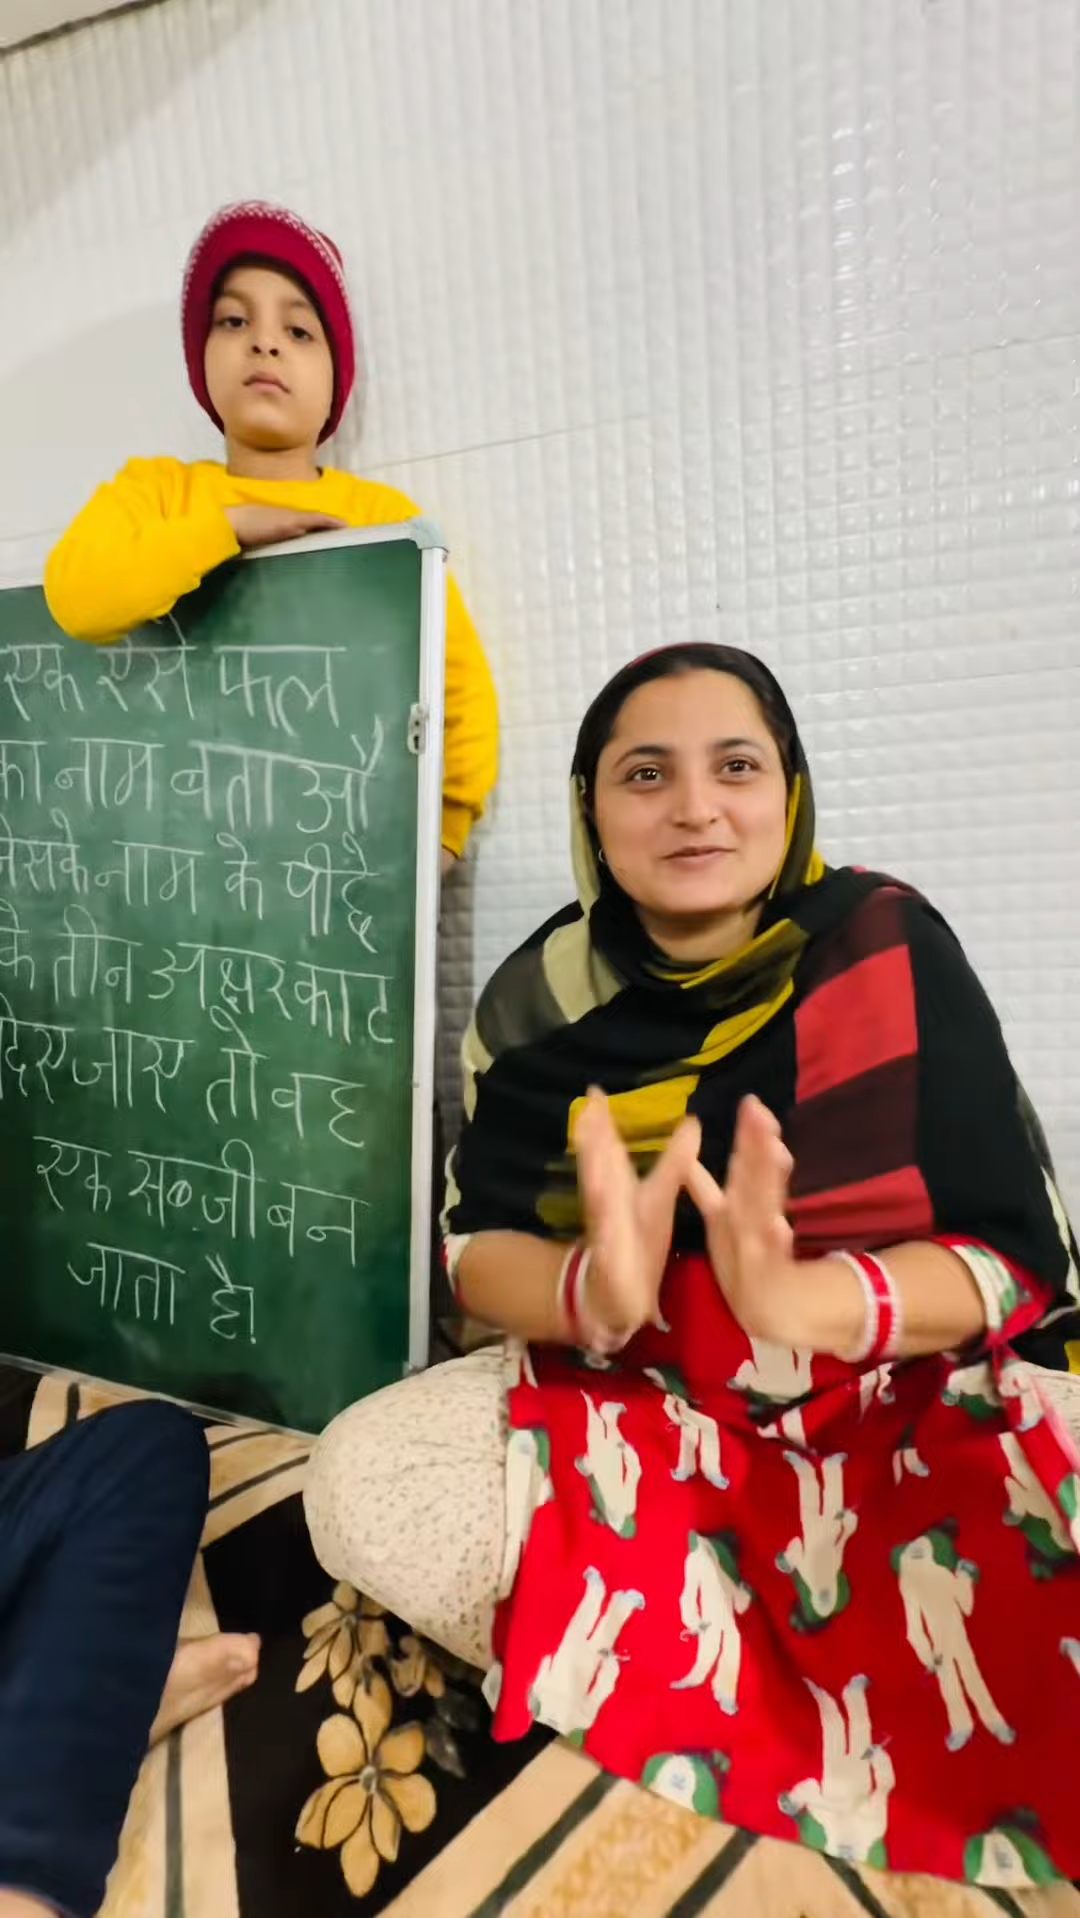 एक ऐसे फल
का नाम बताओ
जिसके नाम के पीछे
के तीन अक्षर काट
दिए जाए तो वह
एक सब्ज़ी बन
जाता है।